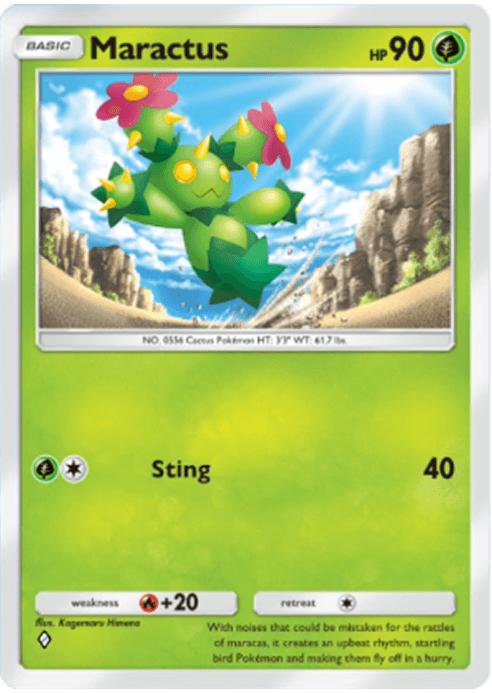 BASIC Maractus HP 90
NO. 0556 Cactus Pokémon HT: 3'3" WT: 61.7 lbs.
Sting 40
weakness +20 retreat
Illus. Kagemaru Himeno
With noises that could be mistaken for the rattles
of maracas, it creates an upbeat rhythm, startling
bird Pokémon and making them fly off in a hurry.